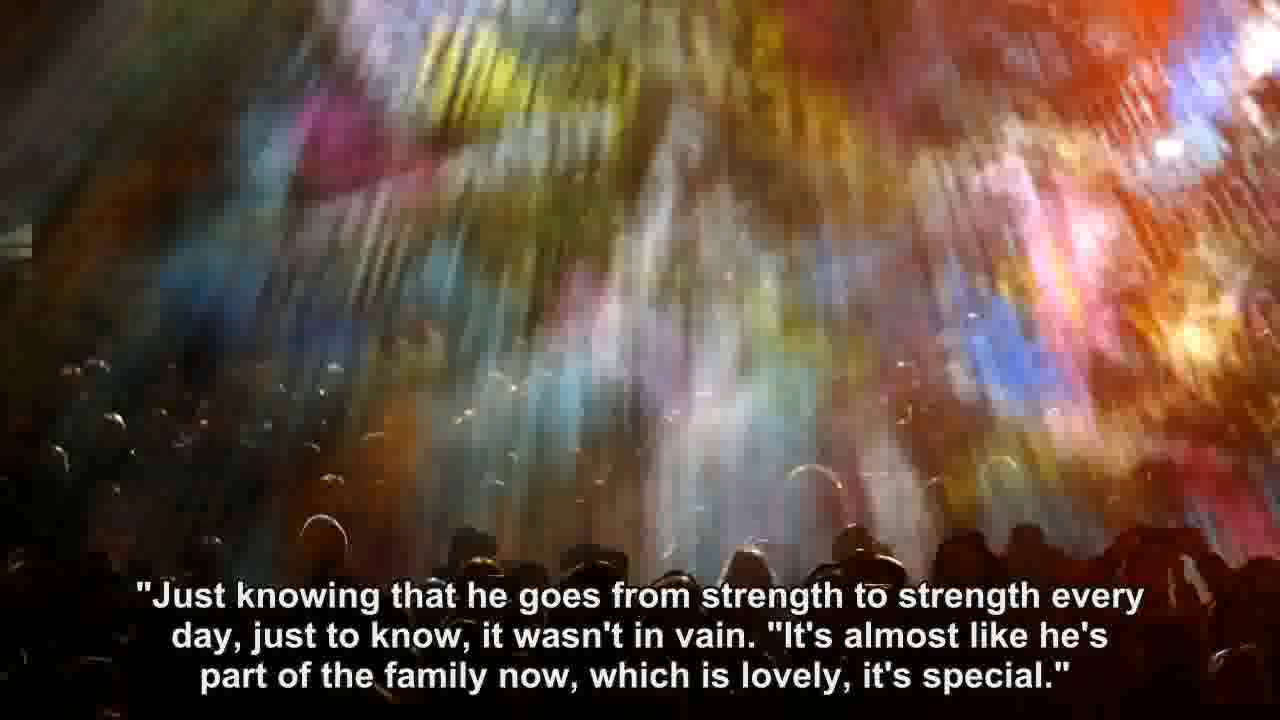 "Just knowing that he goes from strength to strength every
day, just to know, it wasn't in vain. "It's almost like he's
part of the family now, which is lovely, it's special."